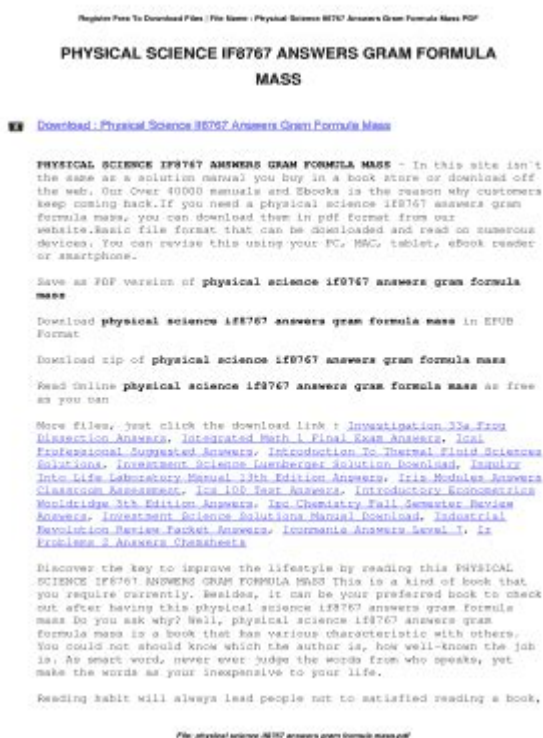 Register Free To Download Files | File Name : Physical Science If8767 Answers Gram Formula Mass PDF
PHYSICAL SCIENCE IF8767 ANSWERS GRAM FORMULA
MASS
Download : Physical Science If8767 Answers Gram Formula Mass
PHYSICAL SCIENCE IF8767 ANSWERS GRAM FORMULA MASS - In this site isn`t
the same as a solution manual you buy in a book store or download off
the web. Our Over 40000 manuals and Ebooks is the reason why customers
keep coming back.If you need a physical science if8767 answers gram
formula mass, you can download them in pdf format from our
website.Basic file format that can be downloaded and read on numerous
devices. You can revise this using your PC, MAC, tablet, eBook reader
or smartphone.
Save as PDF version of physical science if8767 answers gram formula
mass
Download physical science if8767 answers gram formula mass in EPUB
Format
Download zip of physical science if8767 answers gram formula mass
Read Online physical science if8767 answers gram formula mass as free
as you can
More files, just click the download link : Investigation 33a Frog
Dissection Answers, Integrated Math 1 Final Exam Answers, Icsi
Professional Suggested Answers, Introduction To Thermal Fluid Sciences
Solutions, Investment Science Luenberger Solution Download, Inquiry
Into Life Laboratory Manual 13th Edition Answers, Iris Modules Answers
Classroom Assessment, Ics 100 Test Answers, Introductory Econometrics
Wooldridge 5th Edition Answers, Ipc Chemistry Fall Semester Review
Answers, Investment Science Solutions Manual Download, Industrial
Revolution Review Packet Answers, Iconmania Answers Level 7, Ir
Problems 2 Answers Chemsheets
Discover the key to improve the lifestyle by reading this PHYSICAL
SCIENCE IF8767 ANSWERS GRAM FORMULA MASS This is a kind of book that
you require currently. Besides, it can be your preferred book to check
out after having this physical science if8767 answers gram formula
mass Do you ask why? Well, physical science if8767 answers gram
formula mass is a book that has various characteristic with others.
You could not should know which the author is, how well-known the job
is. As smart word, never ever judge the words from who speaks, yet
make the words as your inexpensive to your life.
Reading habit will always lead people not to satisfied reading a book,
File: physical science if8767 answers gram formula mass.pdf